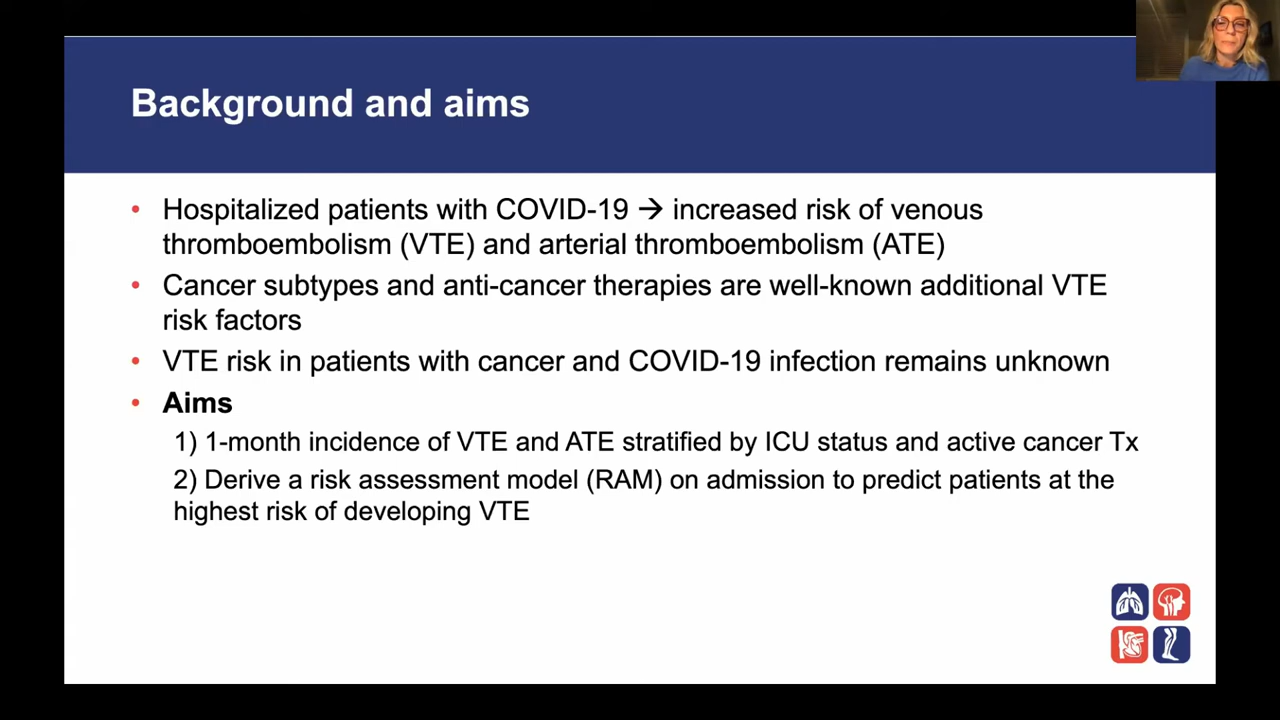 Background and aims
• Hospitalized patients with COVID-19 → increased risk of venous
thromboembolism (VTE) and arterial thromboembolism (ATE)
• Cancer subtypes and anti-cancer therapies are well-known additional VTE
risk factors
• VTE risk in patients with cancer and COVID-19 infection remains unknown
• Aims
1) 1-month incidence of VTE and ATE stratified by ICU status and active cancer Tx
2) Derive a risk assessment model (RAM) on admission to predict patients at the
highest risk of developing VTE